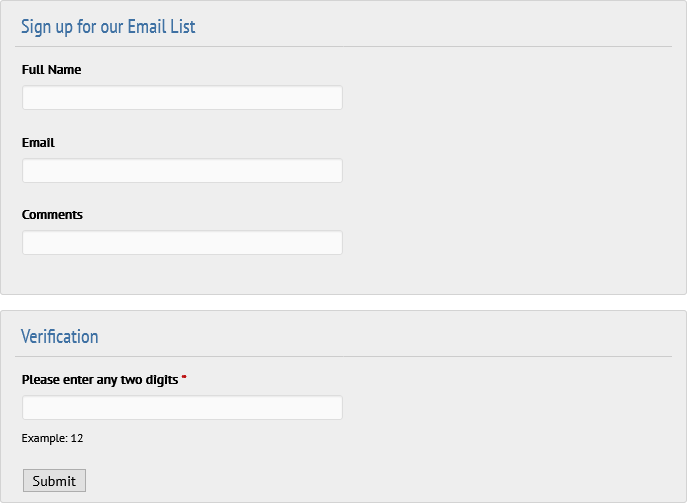 Sign up for our Email List
Full Name
Email
Comments
Verification
Please enter any two digits *
Example: 12
Submit